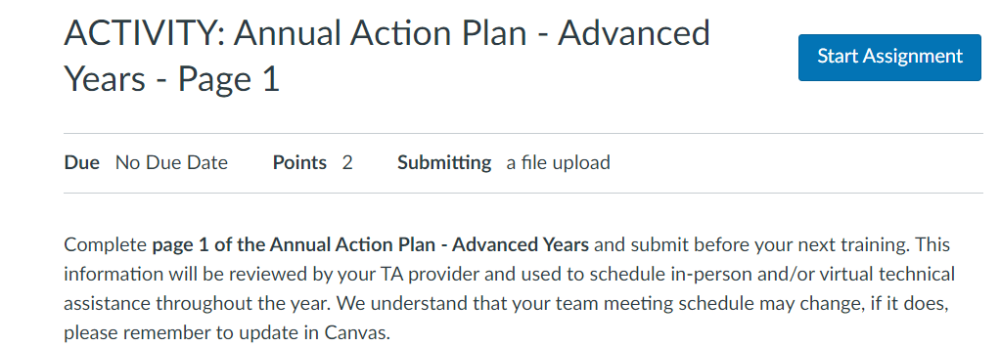 ACTIVITY: Annual Action Plan - Advanced
Years - Page 1
Start Assignment
Due No Due Date Points 2 Submitting a file upload
Complete page 1 of the Annual Action Plan - Advanced Years and submit before your next training. This
information will be reviewed by your TA provider and used to schedule in-person and/or virtual technical
assistance throughout the year. We understand that your team meeting schedule may change, if it does,
please remember to update in Canvas.